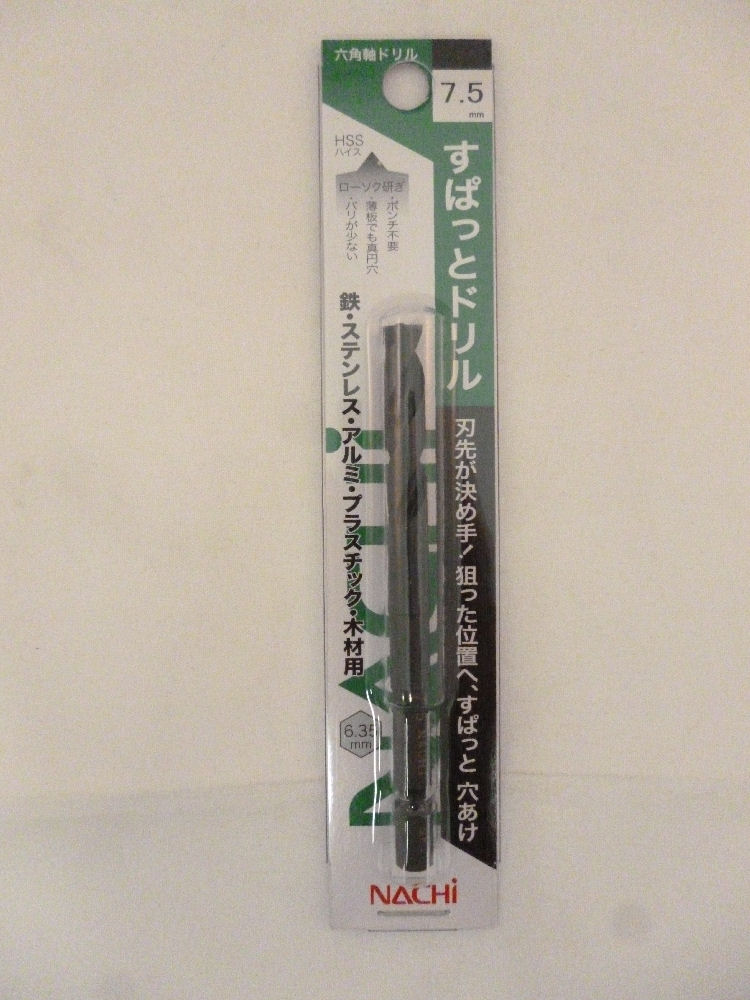 六角軸ドリル
7.5
mm
すぱっとドリル
刃先が決め手！狙った位置へ、すぱっと 穴あけ
HSS
ハイス
ローソク研ぎ
・ポンチ不要
・薄板でも真円穴
・バリが少ない
鉄・ステンレス・アルミ・プラスチック・木材用
6.35
mm
NACHi